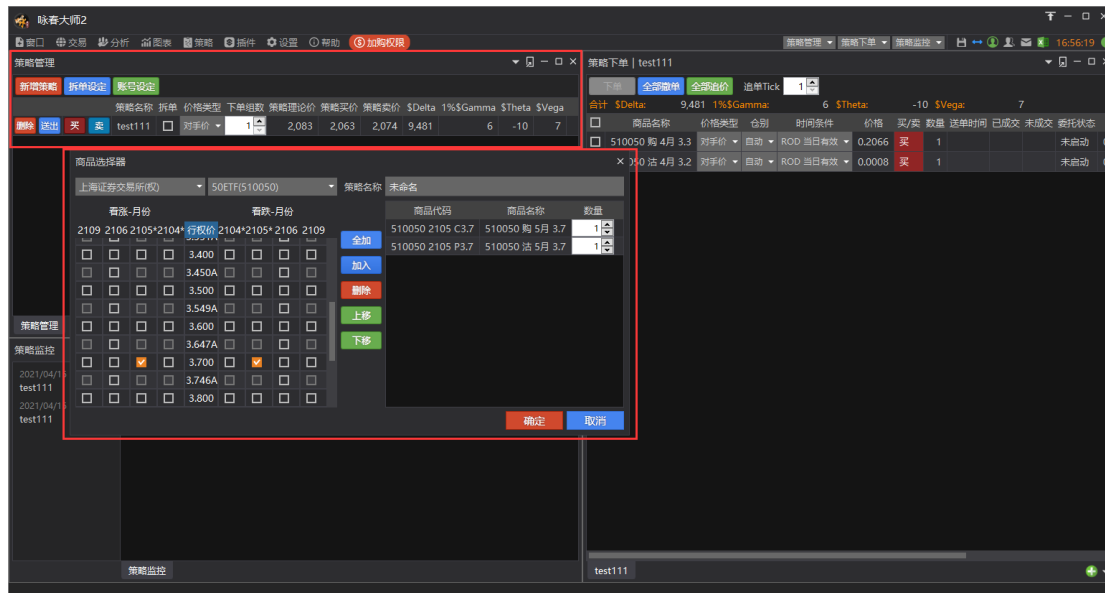 咏春大师2
窗口 交易 分析 图表 策略 插件 设置 帮助 加购权限 策略管理 策略下单 策略监控 16:56:19
策略管理
新增策略 拆单设定 账号设定
策略名称 拆单 价格类型 下单组数 策略理论价 策略买价 策略卖价 $Delta 1%$Gamma $Theta $Vega
删除 送出 买 卖 test111 对手价 1 2,083 2,063 2,074 9,481 6 -10 7
策略下单 | test111
下单 全部撤单 全部追价 追单Tick 1
合计 $Delta: 9,481 1%$Gamma: 6 $Theta: -10 $Vega: 7
商品名称 价格类型 仓别 时间条件 价格 买/卖 数量 送单时间 已成交 未成交 委托状态
510050 购 4月 3.3 对手价 自动 ROD 当日有效 0.2066 买 1 未启动
050 沽 4月 3.2 对手价 自动 ROD 当日有效 0.0008 买 1 未启动
商品选择器
上海证券交易所(权) 50ETF(510050) 策略名称 未命名
看涨-月份 看跌-月份
2109 2106 2105* 2104* 行权价 2104* 2105* 2106 2109
3.400
3.450A
3.500
3.549A
3.600
3.647A
3.700
3.746A
3.800
全加
加入
删除
上移
下移
商品代码 商品名称 数量
510050 2105 C3.7 510050 购 5月 3.7 1
510050 2105 P3.7 510050 沽 5月 3.7 1
确定 取消
策略管理
策略监控
2021/04/15
test111
2021/04/15
test111
策略监控
test111